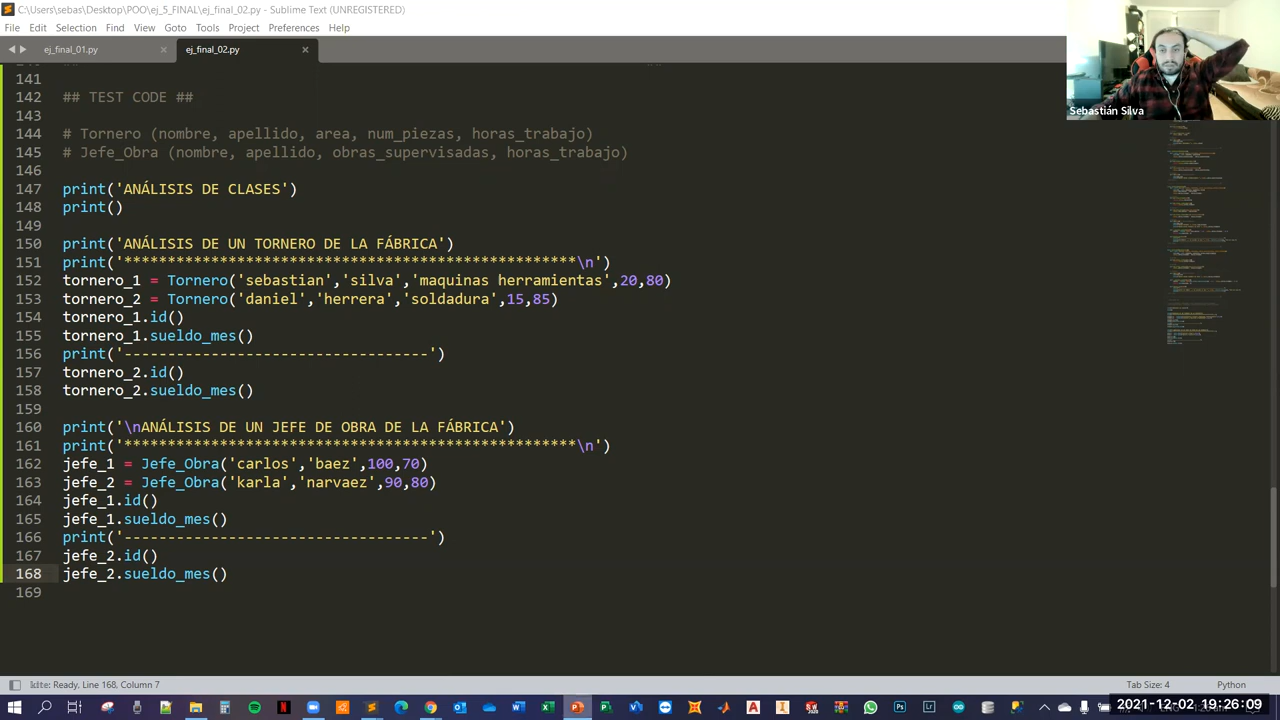 C:\Users\sebas\Desktop\POO\ej_5_FINAL\ej_final_02.py - Sublime Text (UNREGISTERED)
File Edit Selection Find View Goto Tools Project Preferences Help
ej_final_01.py × ej_final_02.py ×
Sebastián Silva
141
142 ## TEST CODE ##
143
144 # Tornero (nombre, apellido, area, num_piezas, horas_trabajo)
145 # Jefe_Obra (nombre, apellido, obras_supervisar, horas_trabajo)
146
147 print('ANÁLISIS DE CLASES')
148 print()
149
150 print('ANÁLISIS DE UN TORNERO DE LA FÁBRICA')
151 print('****************************************************\n')
152 tornero_1 = Tornero('sebastian','silva','maquinas herramientas',20,80)
153 tornero_2 = Tornero('daniel','herrera','soldadura',15,85)
154 tornero_1.id()
155 tornero_1.sueldo_mes()
156 print('-----------------------------------')
157 tornero_2.id()
158 tornero_2.sueldo_mes()
159
160 print('\nANÁLISIS DE UN JEFE DE OBRA DE LA FÁBRICA')
161 print('****************************************************\n')
162 jefe_1 = Jefe_Obra('carlos','baez',100,70)
163 jefe_2 = Jefe_Obra('karla','narvaez',90,80)
164 jefe_1.id()
165 jefe_1.sueldo_mes()
166 print('-----------------------------------')
167 jefe_2.id()
168 jefe_2.sueldo_mes()
169
kite: Ready, Line 168, Column 7 Tab Size: 4 Python
2021-12-02 19:26:09